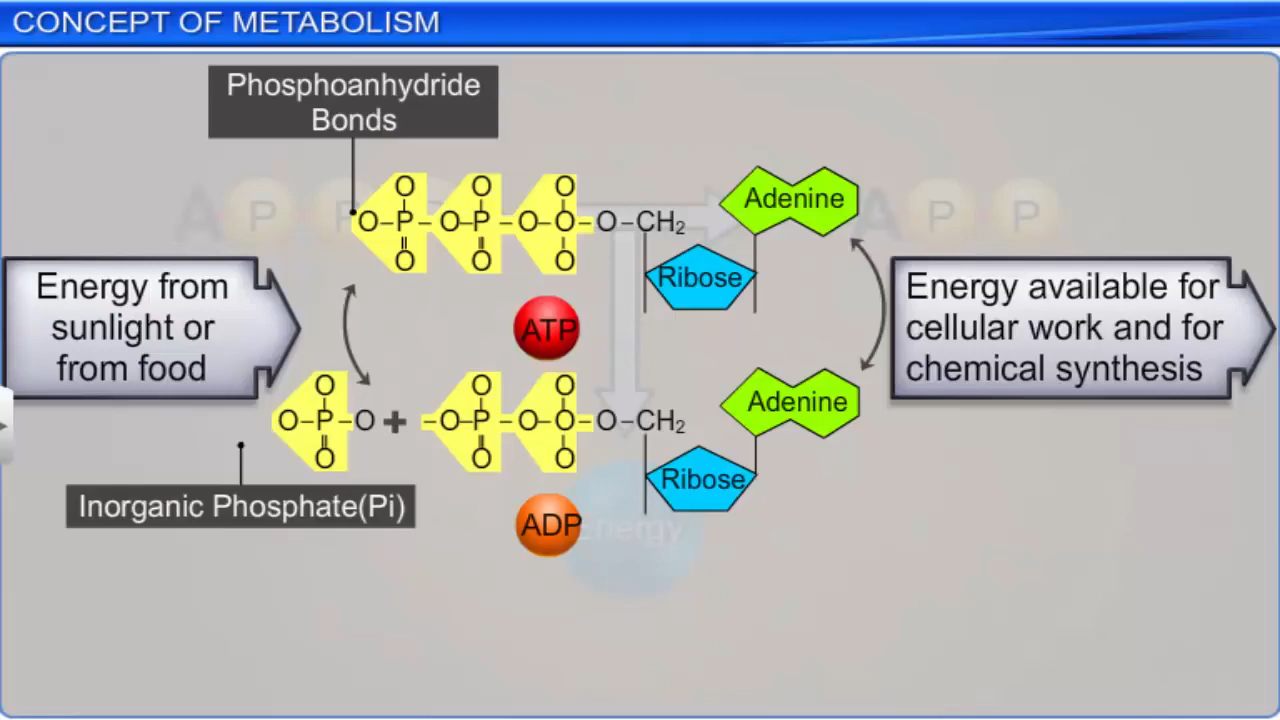 CONCEPT OF METABOLISM
Phosphoanhydride
Bonds
O O O
O–P–O–P–O–O–O–CH2
O O O
Adenine
Ribose
A P P A P P
Energy from
sunlight or
from food
ATP
Energy available for
cellular work and for
chemical synthesis
O O O
O–P–O + –O–P–O–O–O–CH2
O O O
Adenine
Ribose
Inorganic Phosphate(Pi)
ADP
Energy